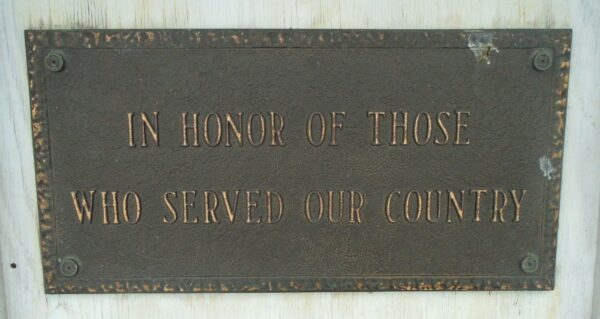 IN HONOR OF THOSE
WHO SERVED OUR COUNTRY